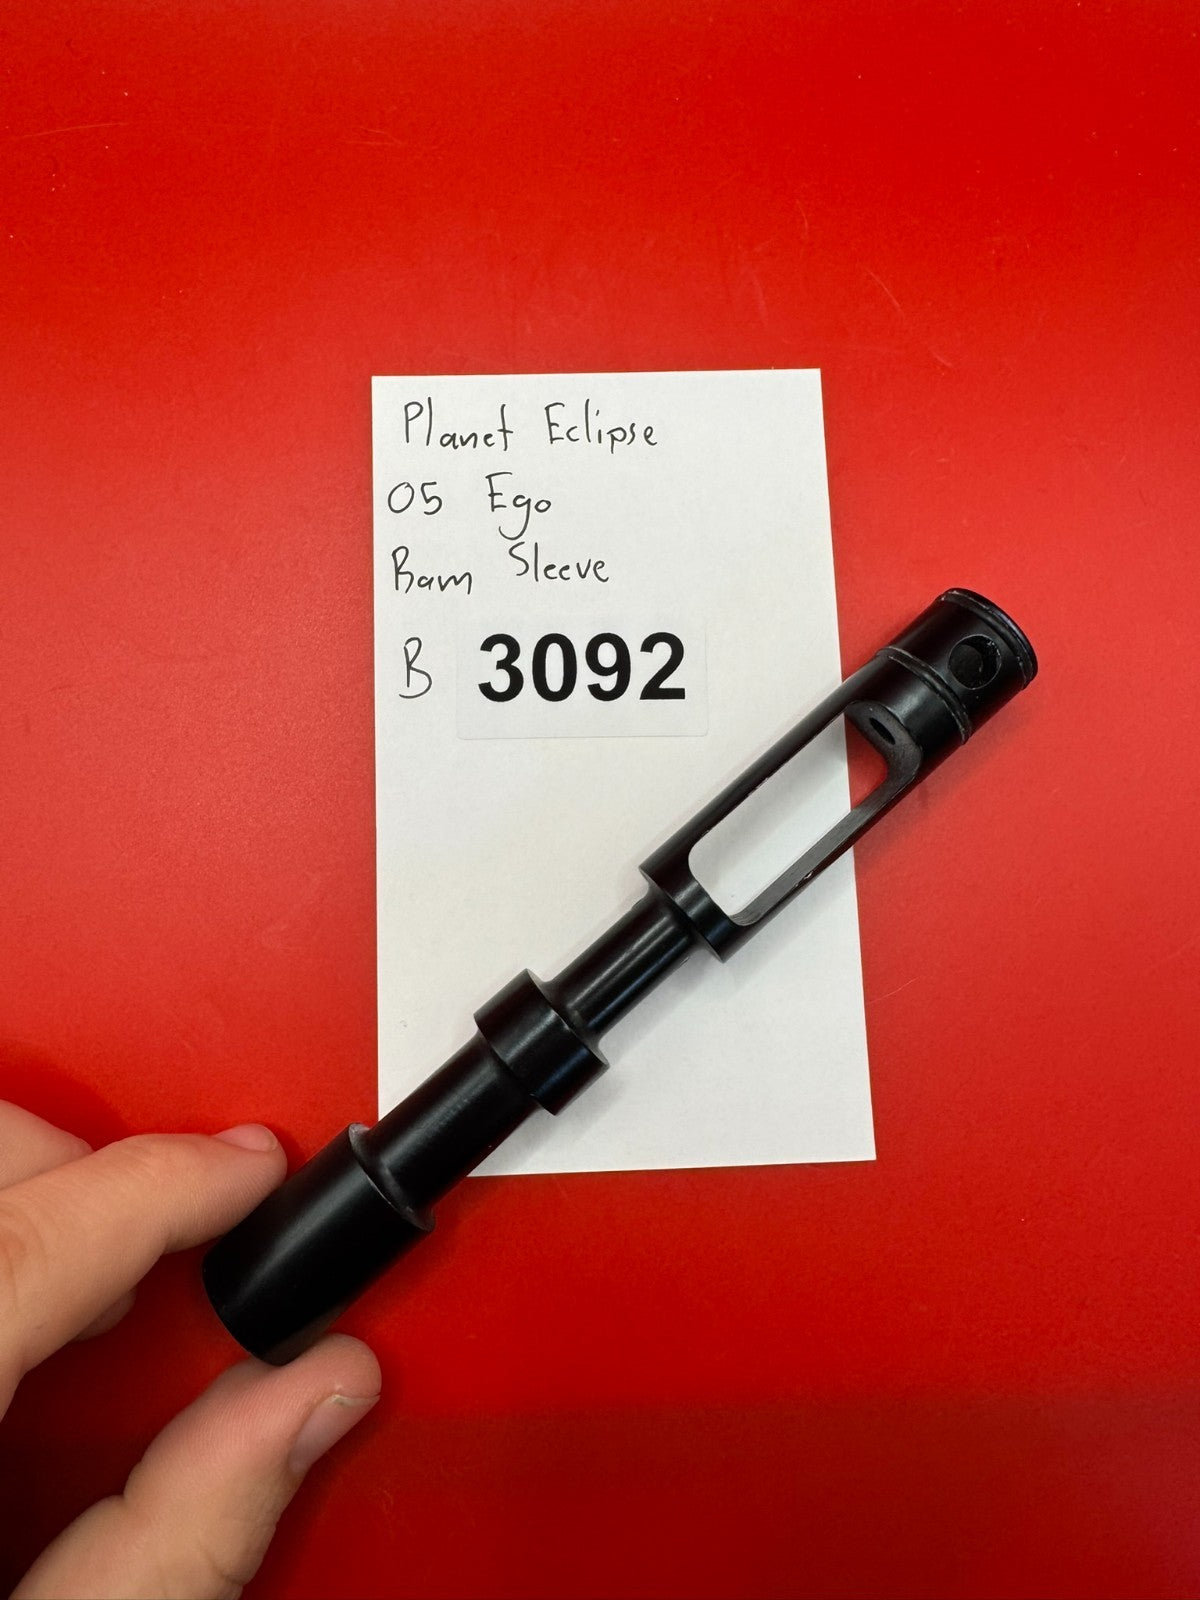 Planet Eclipse
05 Ego
Ram Sleeve
B 3092